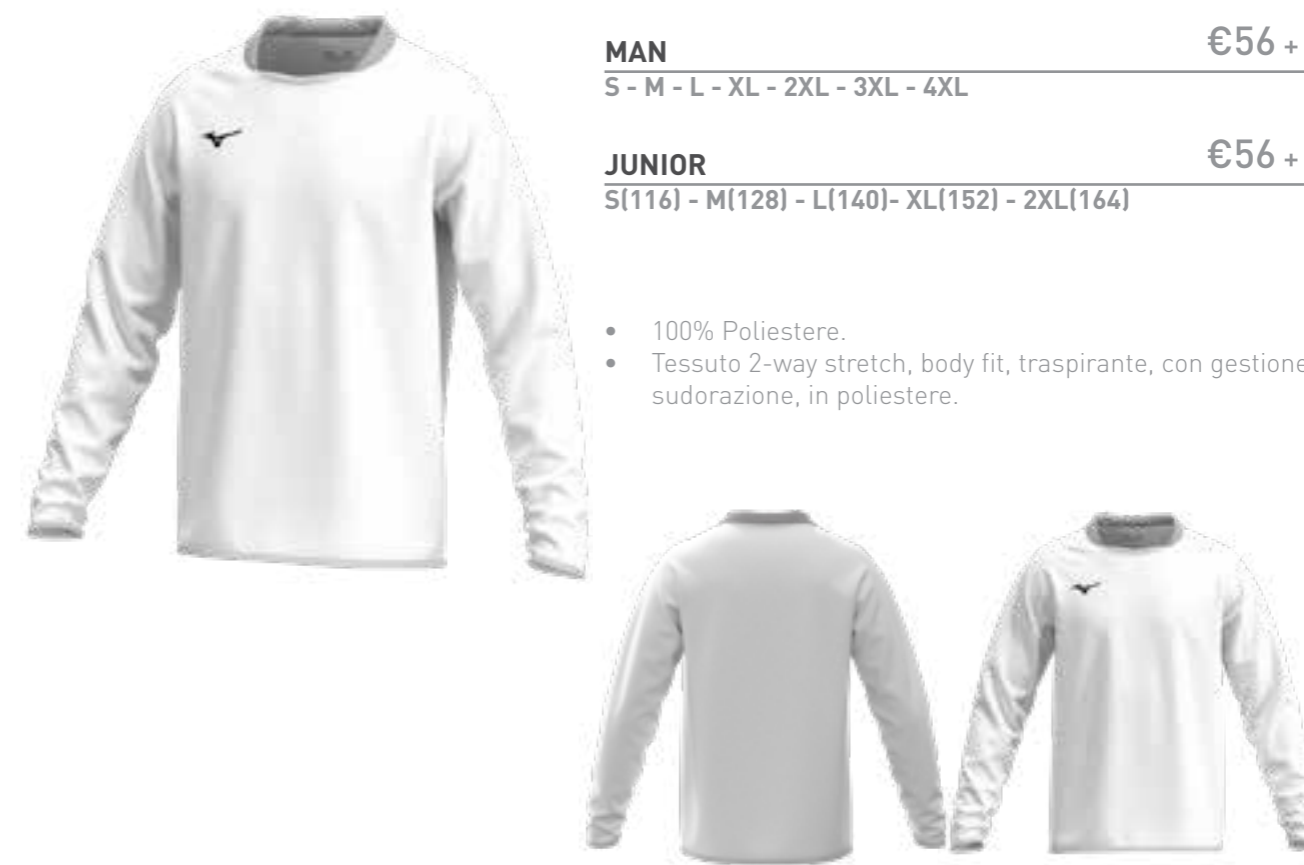 MAN €56 +
S - M - L - XL - 2XL - 3XL - 4XL
JUNIOR €56 +
S(116) - M(128) - L(140)- XL(152) - 2XL(164)
• 100% Poliestere.
• Tessuto 2-way stretch, body fit, traspirante, con gestione
sudorazione, in poliestere.